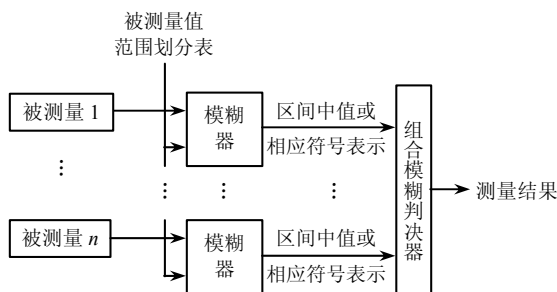 被测量值
范围划分表
被测量 1
模糊
器
区间中值或
相应符号表示
组合模糊判决器
测量结果
⋮
⋯
⋮
⋮
被测量 n
模糊
器
区间中值或
相应符号表示